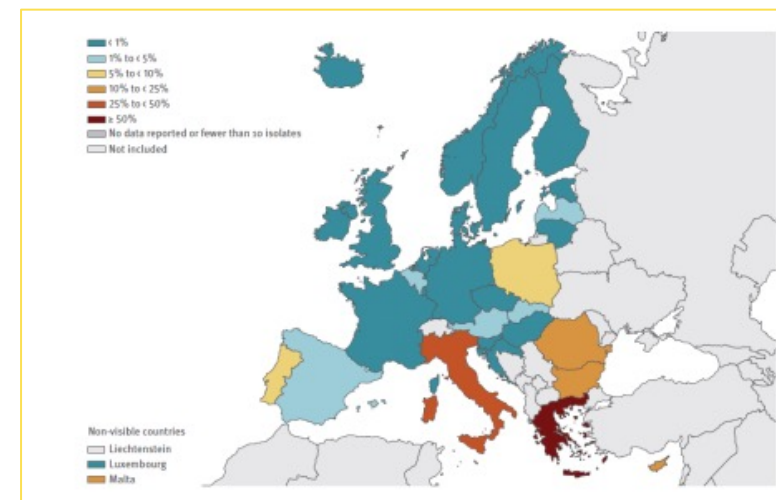 < 1%
1% to < 5%
5% to < 10%
10% to < 25%
25% to < 50%
≥ 50%
No data reported or fewer than 10 isolates
Not included
Non-visible countries
Liechtenstein
Luxembourg
Malta